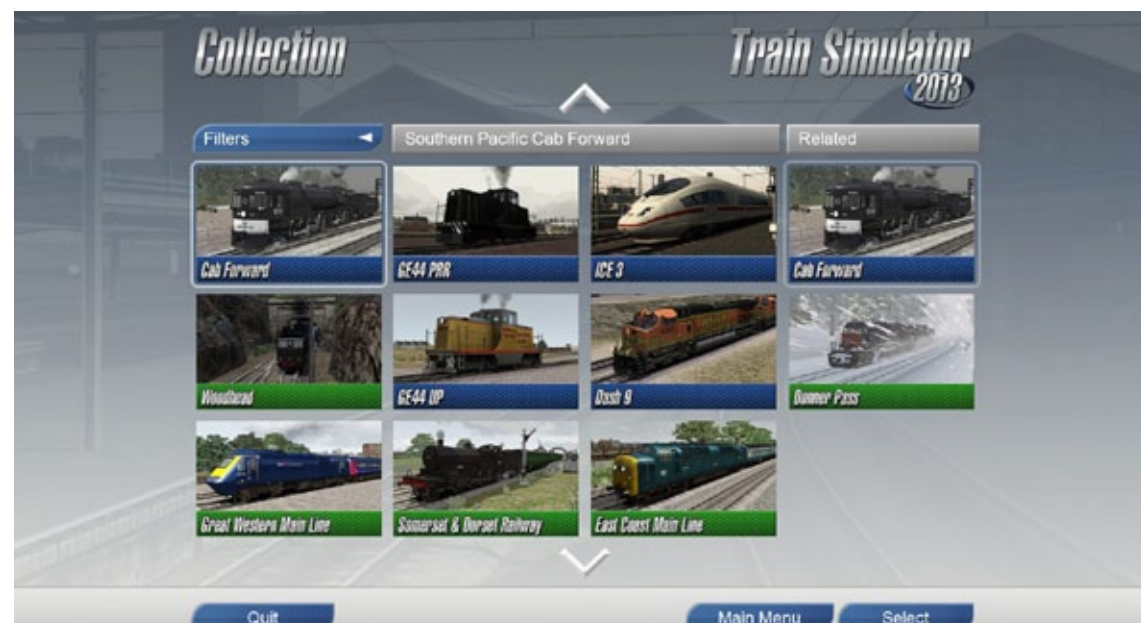 Collection
Train Simulator
2013
Filters
Southern Pacific Cab Forward
Related
Cab Forward
GE44 PRR
ICE 3
Cab Forward
Woodhead
GE44 UP
Dash 9
Donner Pass
Great Western Main Line
Somerset & Dorset Railway
East Coast Main Line
Quit
Main Menu
Select